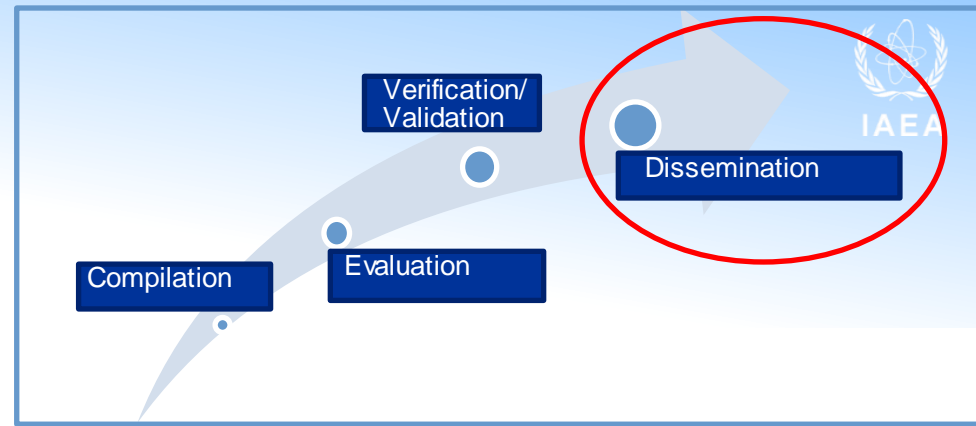 Verification/
Validation
IAEA
Dissemination
Evaluation
Compilation